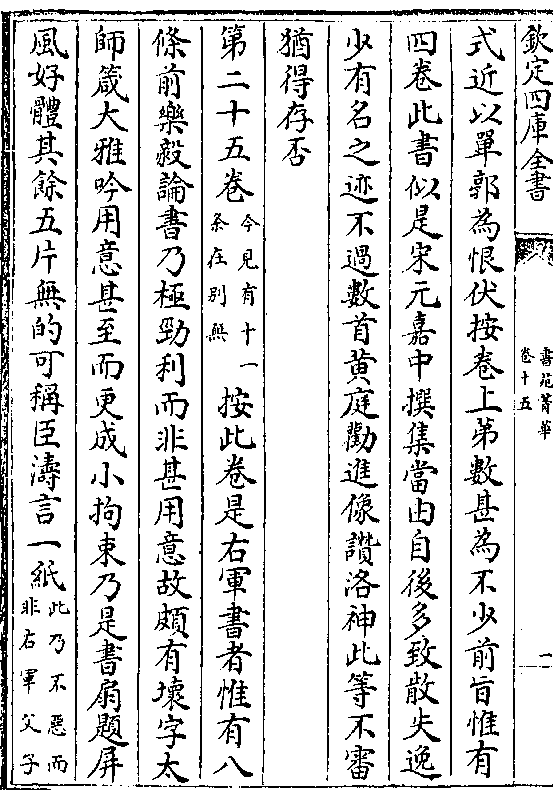 欽定四庫全書
書苑菁華
卷十五
一
式近以單郭為恨伏按卷上第數甚為不少前旨惟有
四卷此書似是宋元嘉中撰集當由自後多致散失逸
少有名之迹不過數首黄庭勸進像讚洛神此等不審
猶得存否
第二十五卷
今見有十一
条在别無
按此卷是右軍書者惟有八
條前樂毅論書乃極勁利而非甚用意故頗有壞字太
師箴大雅吟用意甚至而更成小拘束乃是書扇題屏
風好體其餘五片無的可稱臣濤言一紙
此乃不惡而
非右軍父子